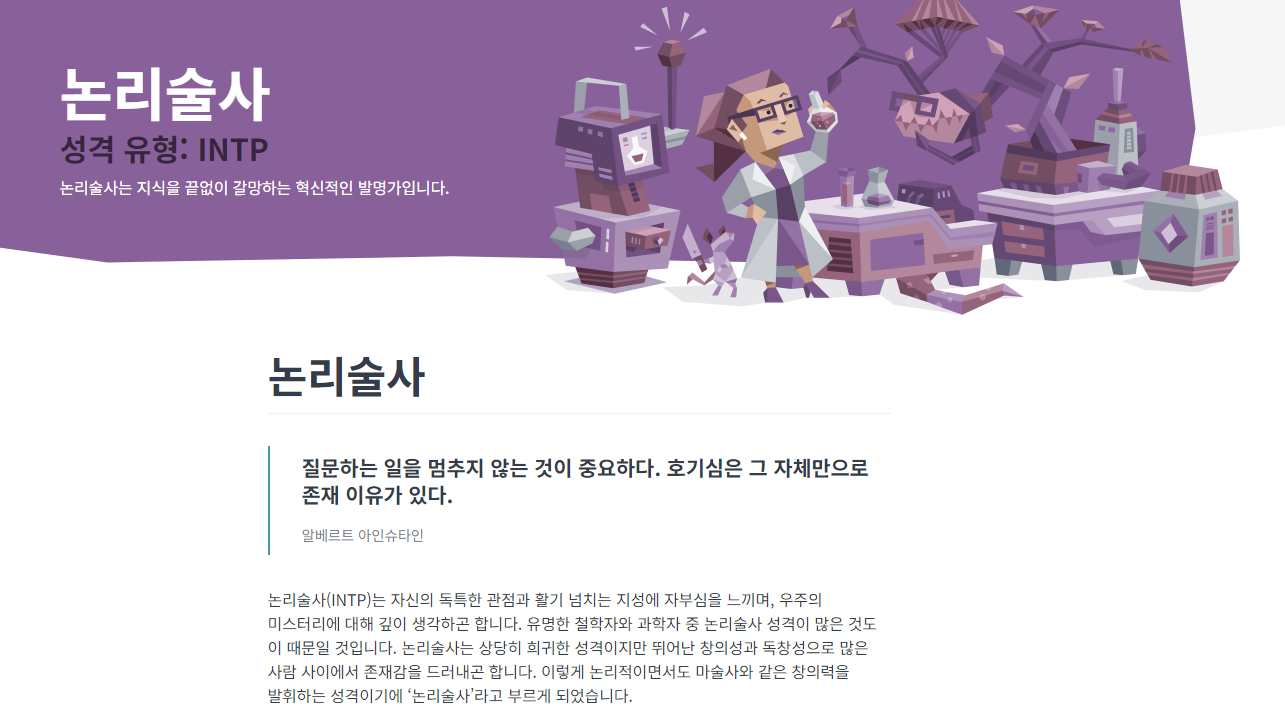 논리술사
성격 유형: INTP
논리술사는 지식을 끝없이 갈망하는 혁신적인 발명가입니다.
논리술사
질문하는 일을 멈추지 않는 것이 중요하다. 호기심은 그 자체만으로
존재 이유가 있다.
알베르트 아인슈타인
논리술사(INTP)는 자신의 독특한 관점과 활기 넘치는 지성에 자부심을 느끼며, 우주의
미스터리에 대해 깊이 생각하곤 합니다. 유명한 철학자와 과학자 중 논리술사 성격이 많은 것도
이 때문일 것입니다. 논리술사는 상당히 희귀한 성격이지만 뛰어난 창의성과 독창성으로 많은
사람 사이에서 존재감을 드러내곤 합니다. 이렇게 논리적이면서도 마술사와 같은 창의력을
발휘하는 성격이기에 ‘논리술사’라고 부르게 되었습니다.